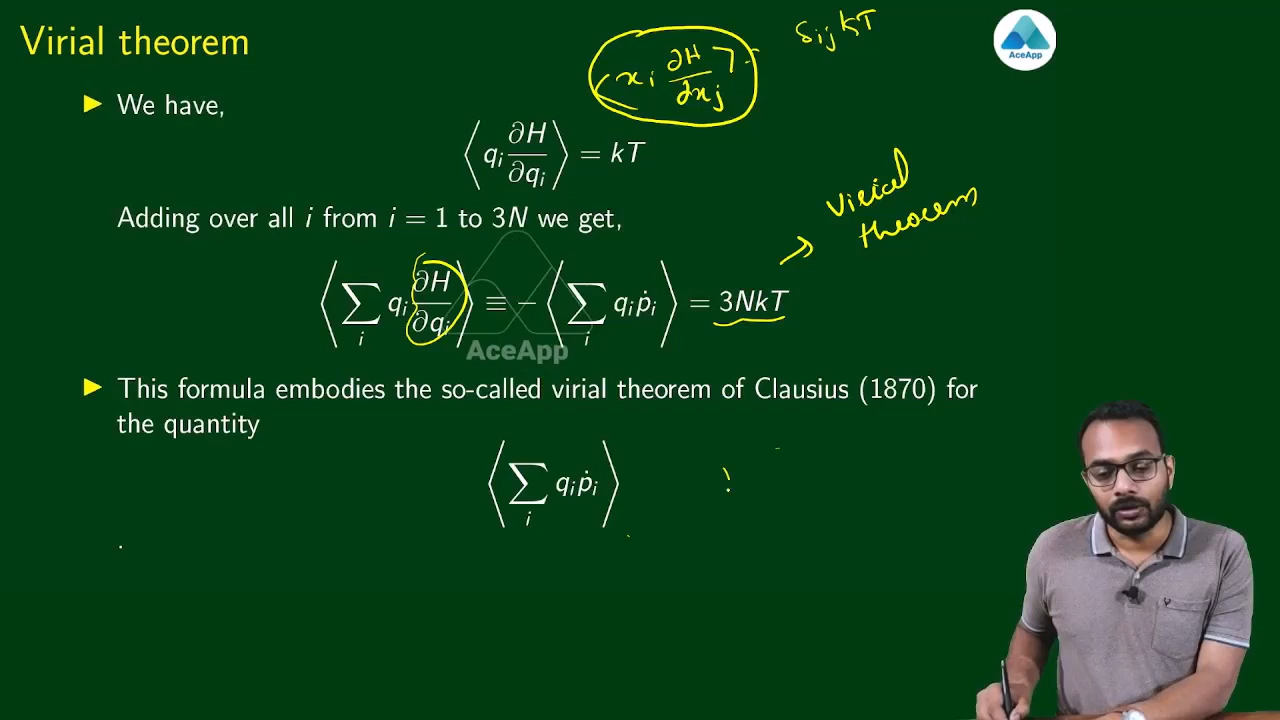 Virial theorem
⟨x_i ∂H/∂x_j⟩ = δ_ij kT
AceApp
▶ We have,
⟨q_i ∂H/∂q_i⟩ = kT
Virial
theorem
Adding over all i from i = 1 to 3N we get,
⟨∑_i q_i ∂H/∂q_i⟩ ≡ −⟨∑_i q_i ṗ_i⟩ = 3NkT
AceApp
▶ This formula embodies the so-called virial theorem of Clausius (1870) for
the quantity
⟨∑_i q_i ṗ_i⟩ !
.